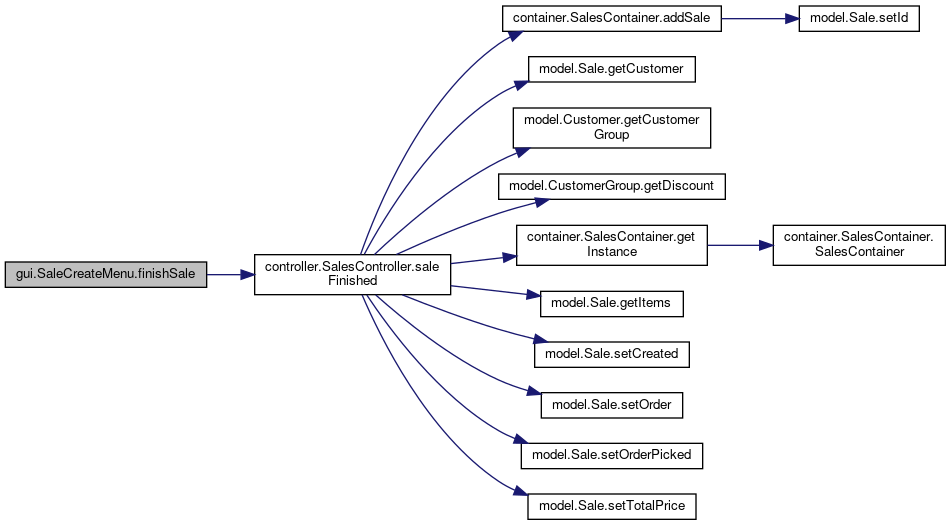 container.SalesContainer.addSale
model.Sale.setId
model.Sale.getCustomer
model.Customer.getCustomer
Group
model.CustomerGroup.getDiscount
container.SalesContainer.get
Instance
container.SalesContainer.
SalesContainer
gui.SaleCreateMenu.finishSale
controller.SalesController.sale
Finished
model.Sale.getItems
model.Sale.setCreated
model.Sale.setOrder
model.Sale.setOrderPicked
model.Sale.setTotalPrice